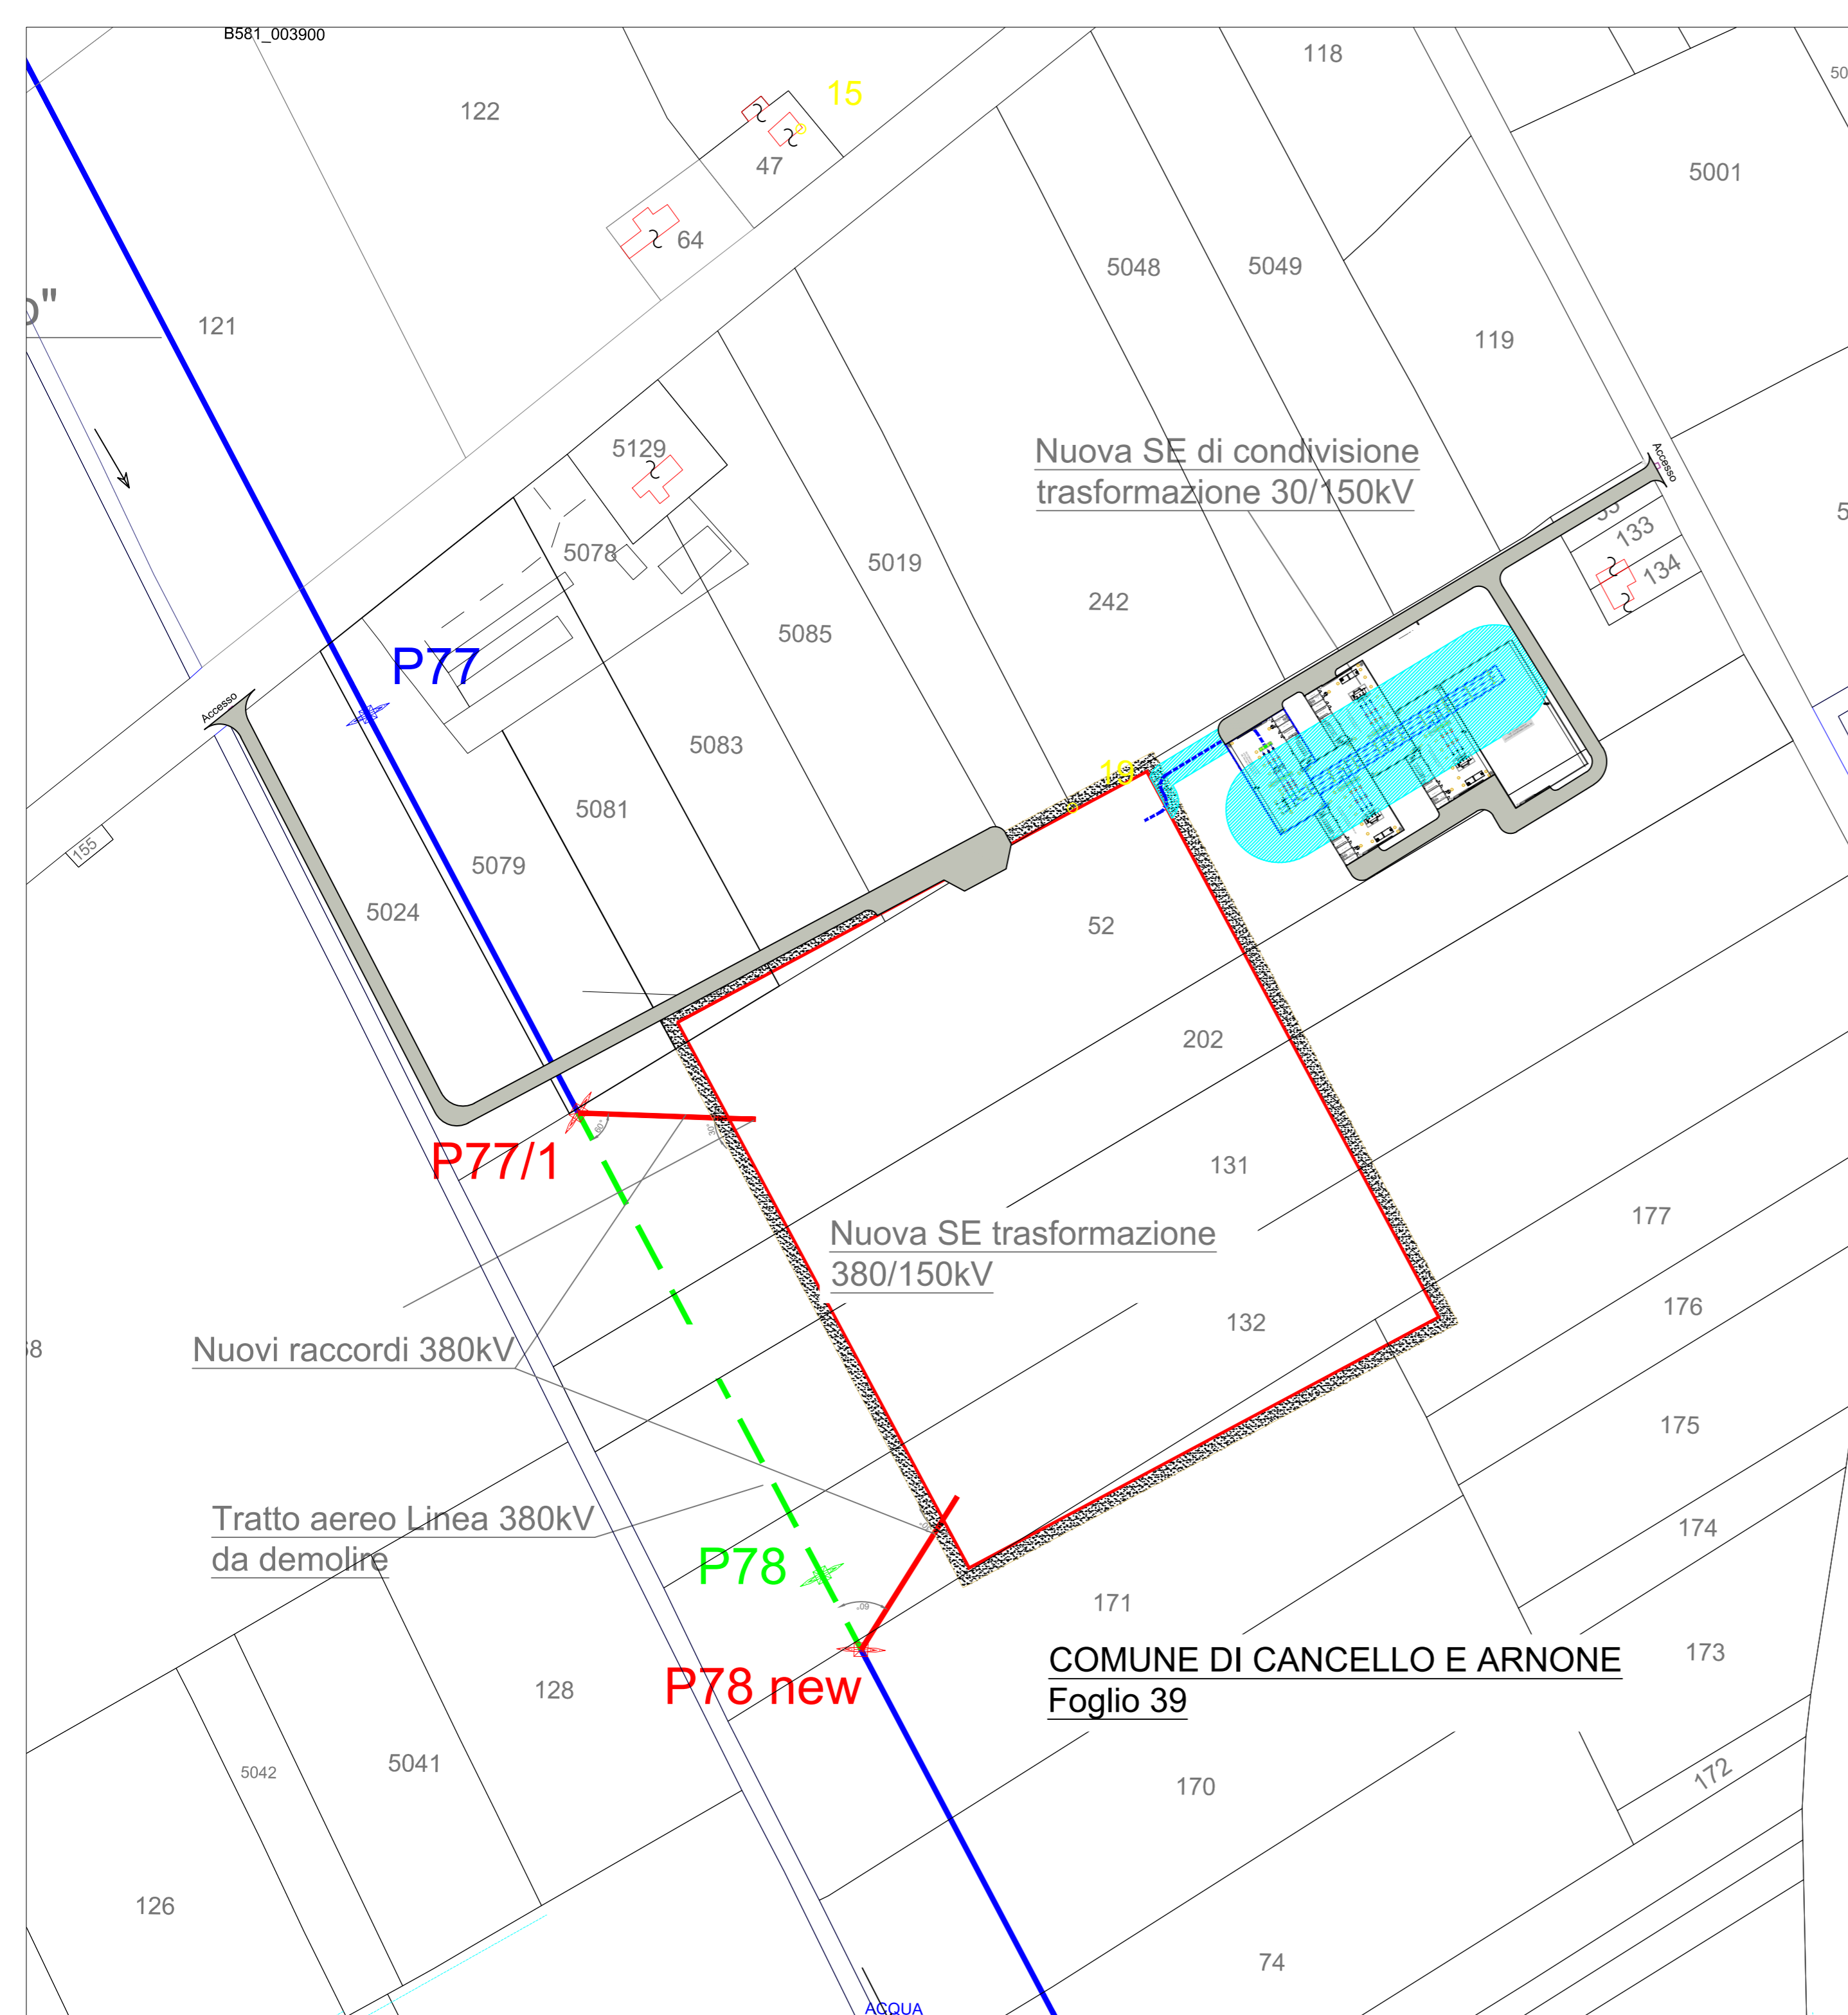 B581_003900
118
122
15
47
5001
64
5048
5049
121
119
5129
Nuova SE di condivisione
trasformazione 30/150kV
Accesso
5078
5019
133
134
242
5085
P77
Accesso
5083
19
5081
155
5079
5024
52
202
P77/1
60°
131
177
Nuova SE trasformazione
380/150kV
176
132
Nuovi raccordi 380kV
175
Tratto aereo Linea 380kV
da demolire
174
P78
171
60°
COMUNE DI CANCELLO E ARNONE
Foglio 39
173
P78 new
128
5041
5042
170
172
126
74
ACQUA